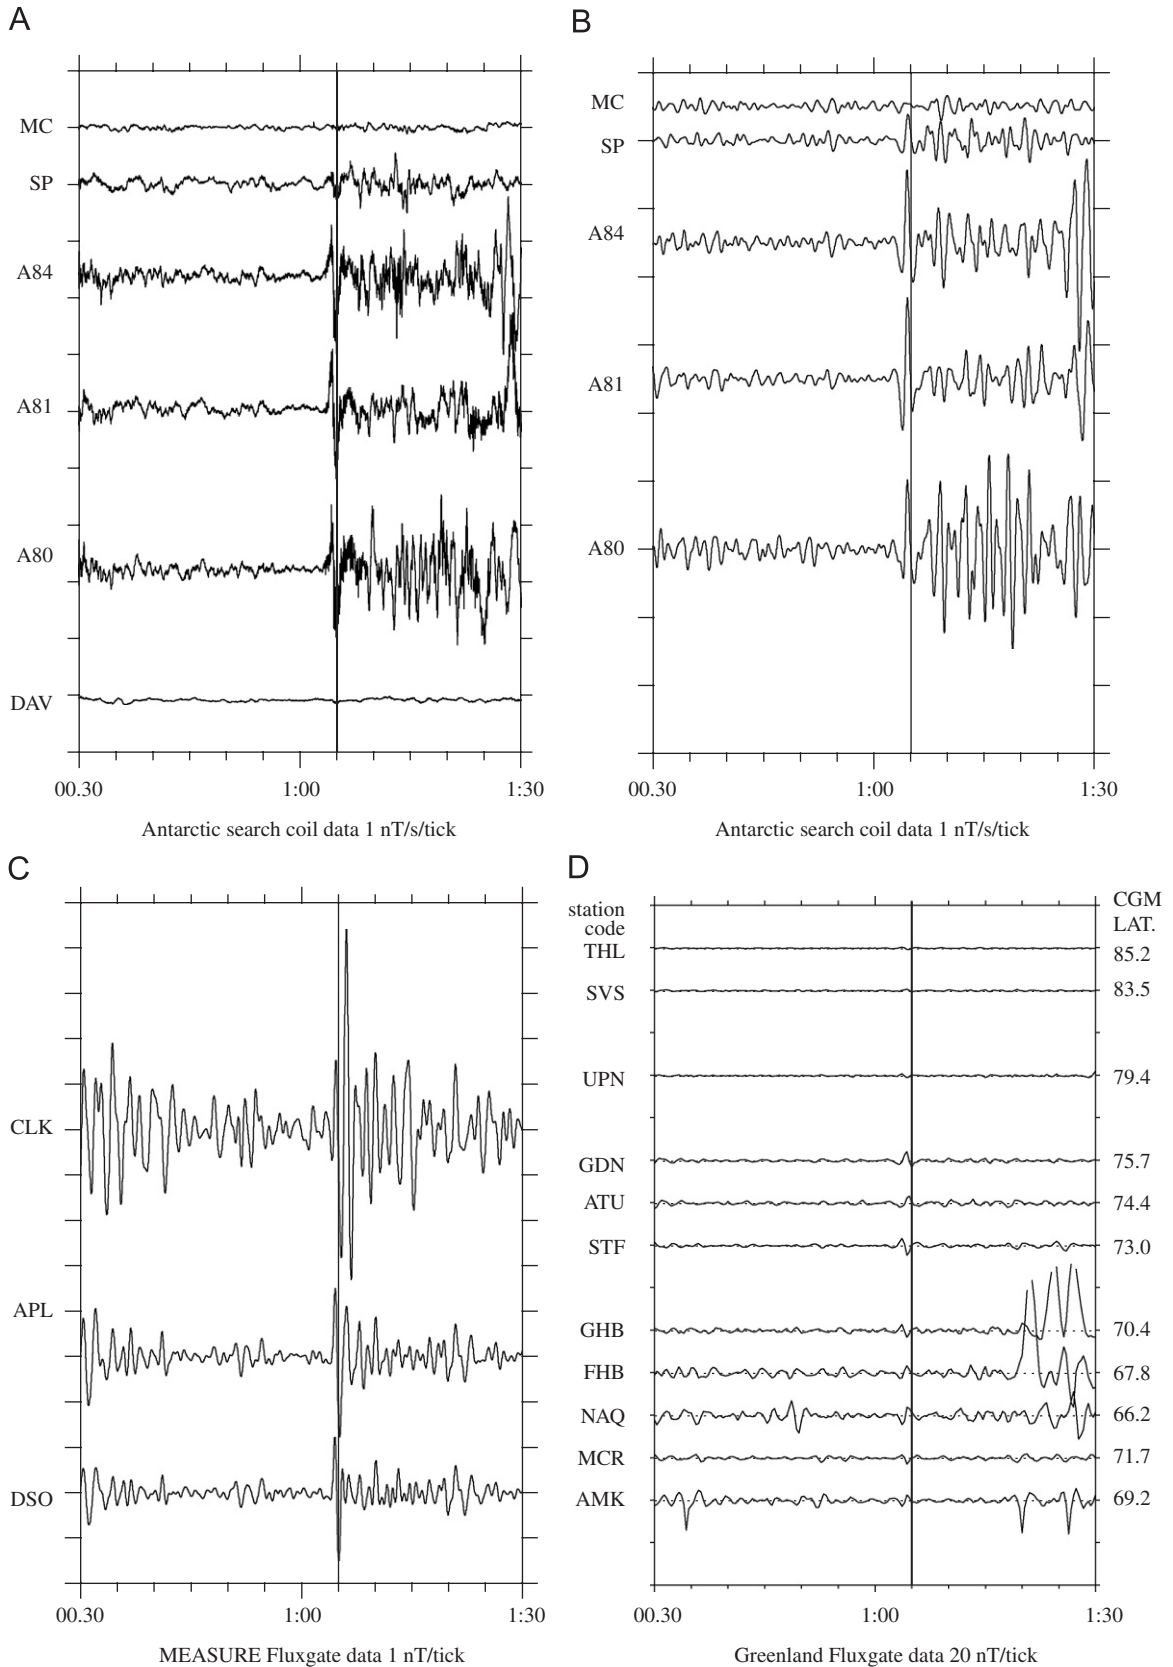 A
MC
SP
A84
A81
A80
DAV
00.30 1:00 1:30
Antarctic search coil data 1 nT/s/tick
B
MC
SP
A84
A81
A80
00.30 1:00 1:30
Antarctic search coil data 1 nT/s/tick
C
CLK
APL
DSO
00.30 1:00 1:30
MEASURE Fluxgate data 1 nT/tick
D
station
code
CGM
LAT.
THL 85.2
SVS 83.5
UPN 79.4
GDN 75.7
ATU 74.4
STF 73.0
GHB 70.4
FHB 67.8
NAQ 66.2
MCR 71.7
AMK 69.2
00.30 1:00 1:30
Greenland Fluxgate data 20 nT/tick